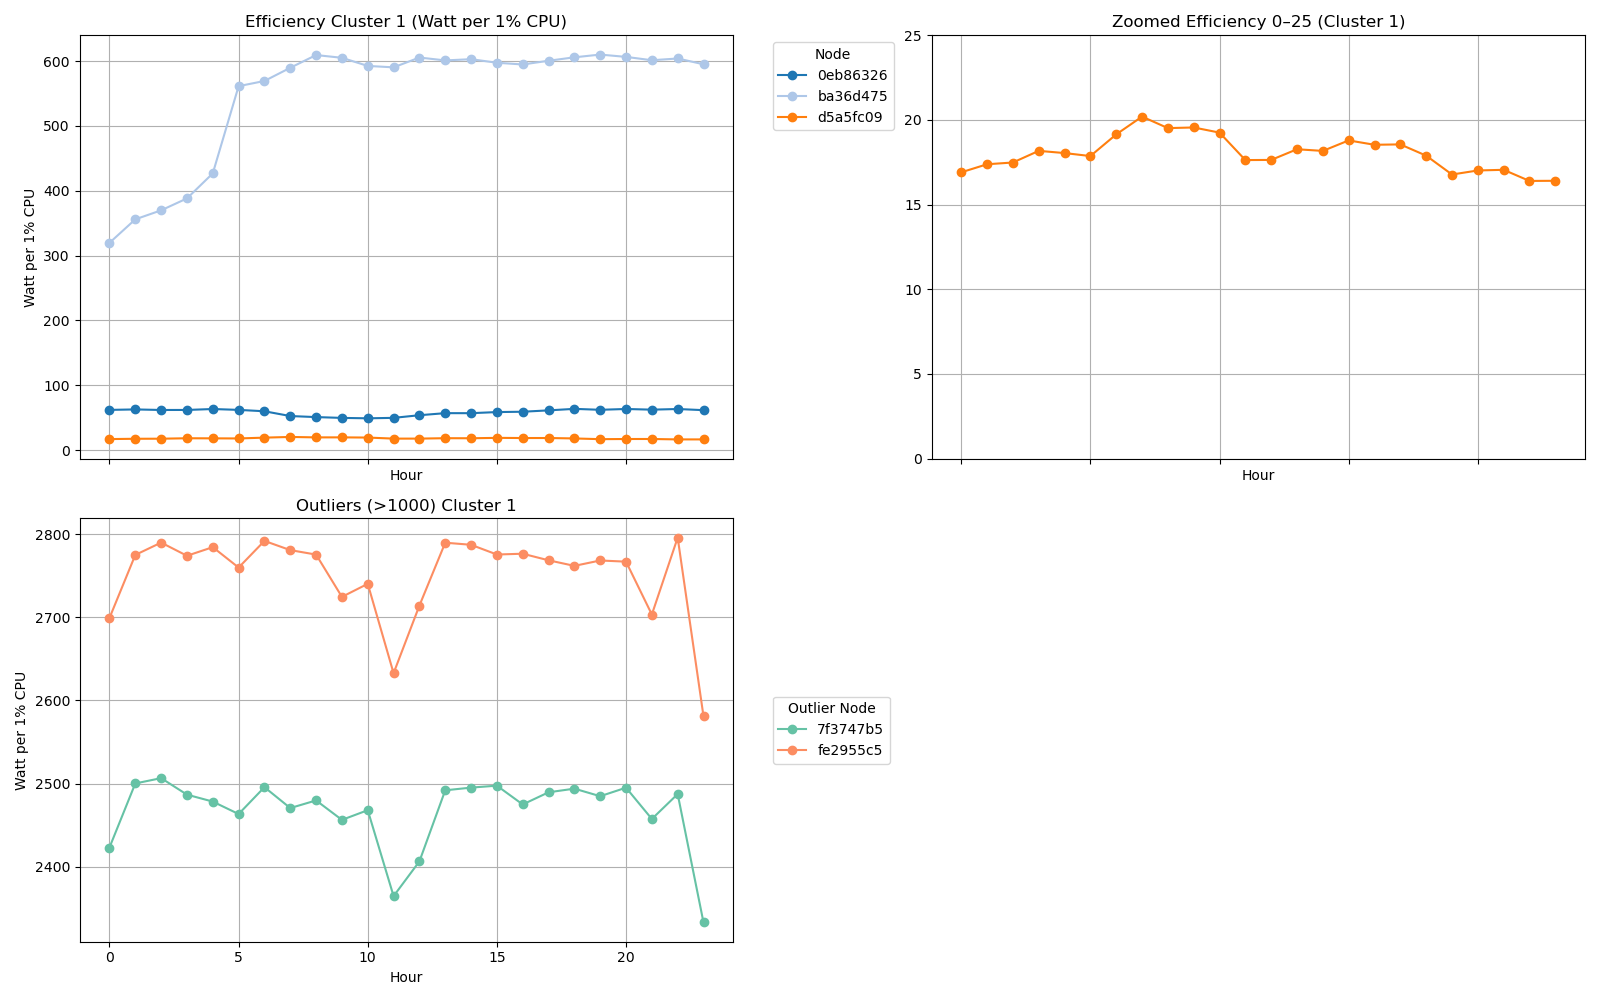 Efficiency Cluster 1 (Watt per 1% CPU)
Watt per 1% CPU
600
500
400
300
200
100
0
Hour
Node
0eb86326
ba36d475
d5a5fc09
Zoomed Efficiency 0–25 (Cluster 1)
25
20
15
10
5
0
Hour
Outliers (>1000) Cluster 1
Watt per 1% CPU
2800
2700
2600
2500
2400
0 5 10 15 20
Hour
Outlier Node
7f3747b5
fe2955c5